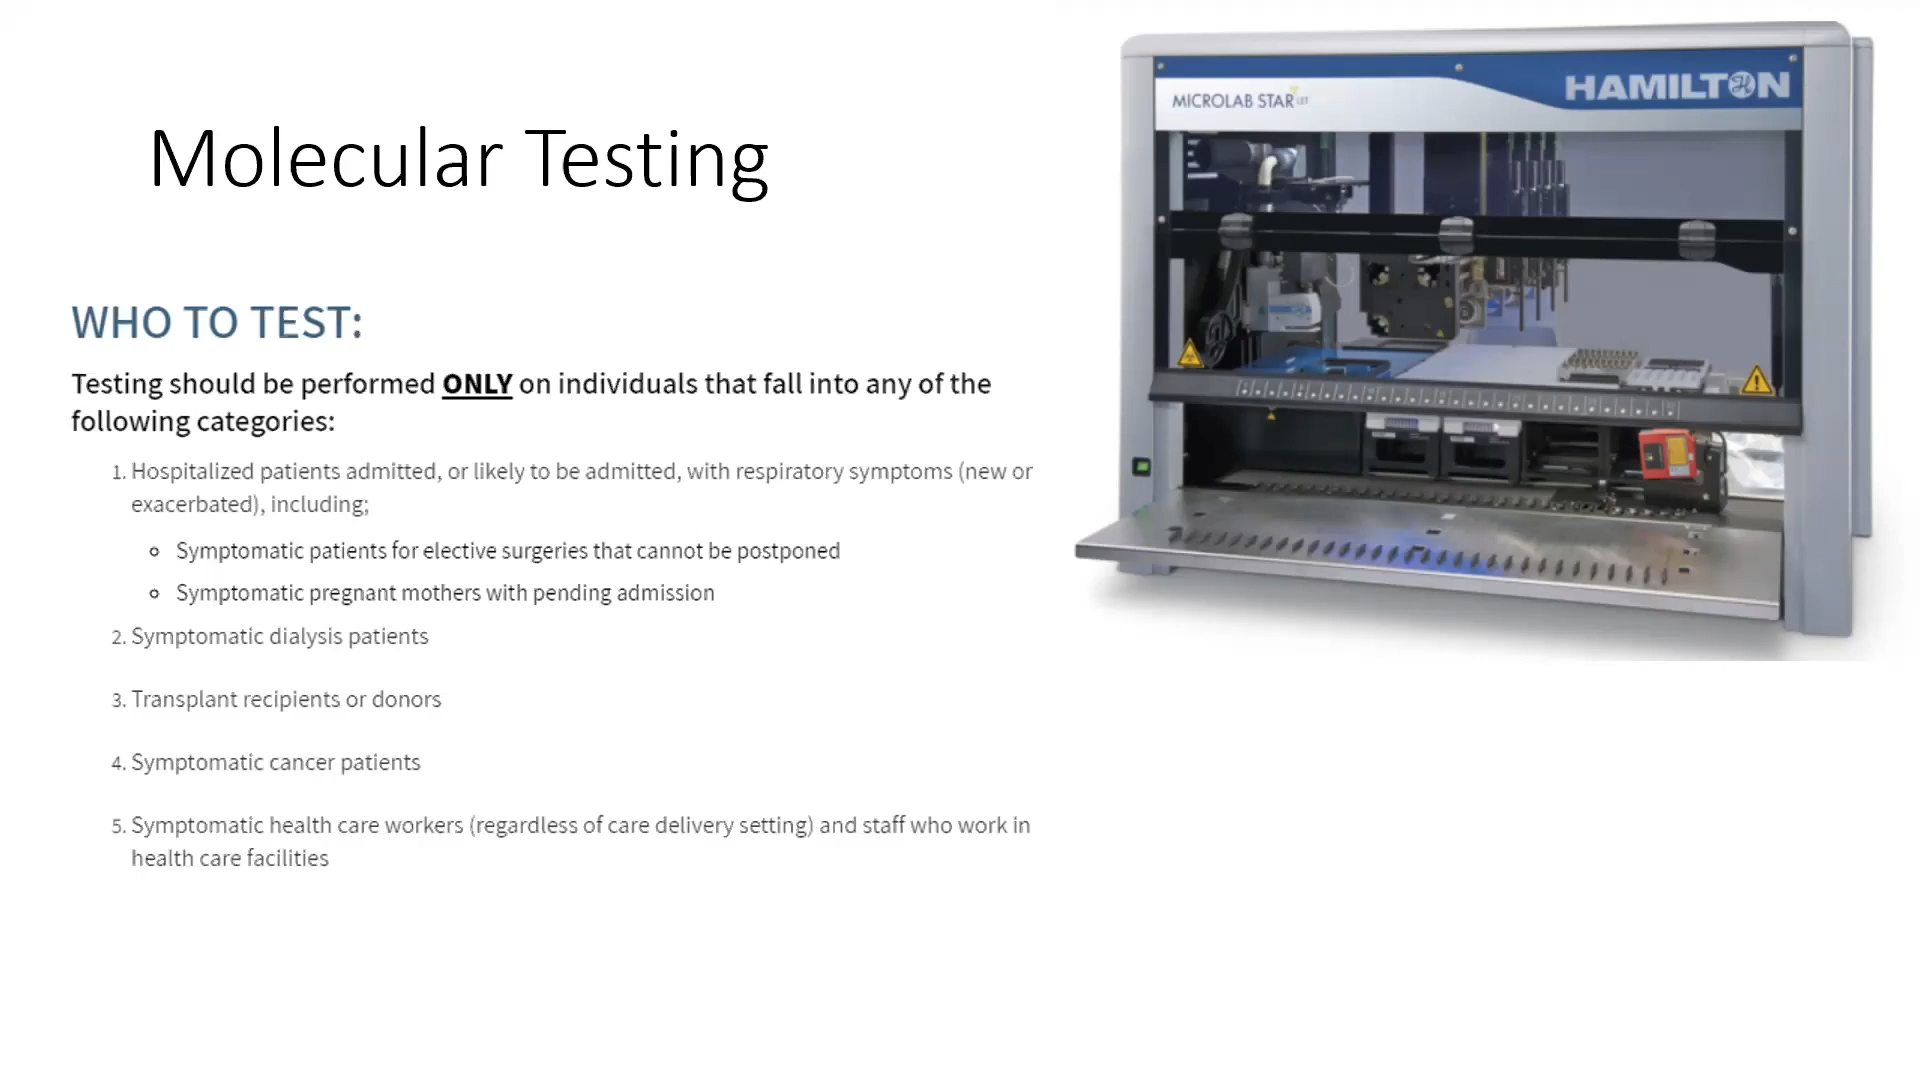 Molecular Testing
WHO TO TEST:
Testing should be performed ONLY on individuals that fall into any of the
following categories:
1. Hospitalized patients admitted, or likely to be admitted, with respiratory symptoms (new or
exacerbated), including;
Symptomatic patients for elective surgeries that cannot be postponed
Symptomatic pregnant mothers with pending admission
2. Symptomatic dialysis patients
3. Transplant recipients or donors
4. Symptomatic cancer patients
5. Symptomatic health care workers (regardless of care delivery setting) and staff who work in
health care facilities
MICROLAB STAR LET
HAMILTON